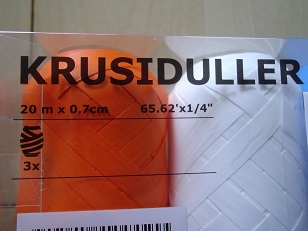 KRUSIDULLER
20 m x 0.7cm 65.62'x1/4"
3x